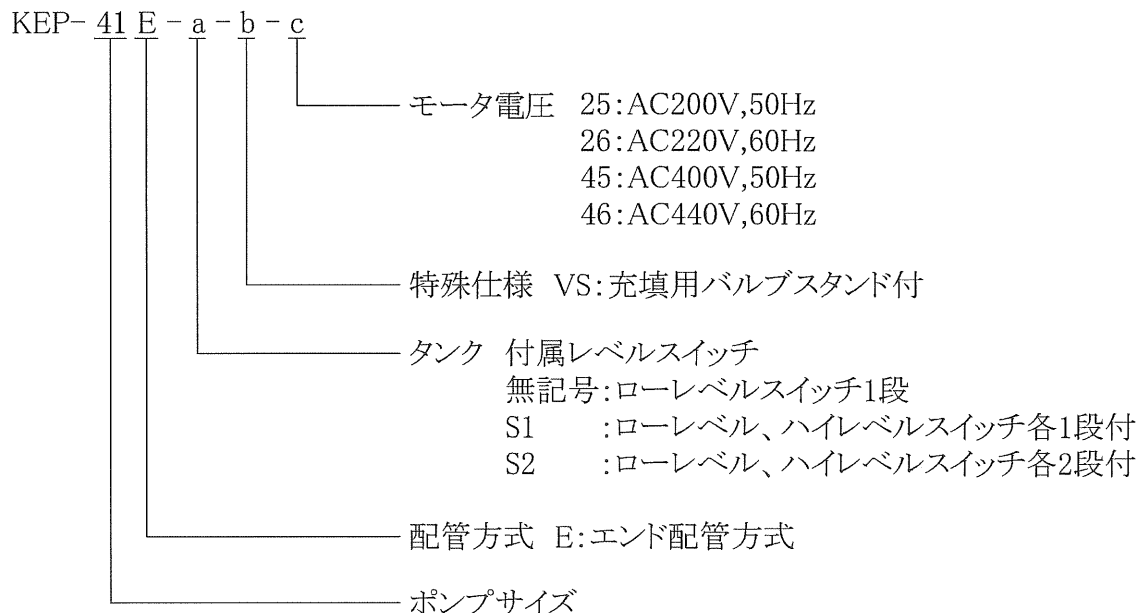 KEP- 41 E - a - b - c
モータ電圧 25:AC200V,50Hz
26:AC220V,60Hz
45:AC400V,50Hz
46:AC440V,60Hz
特殊仕様 VS:充填用バルブスタンド付
タンク 付属レベルスイッチ
無記号:ローレベルスイッチ1段
S1 :ローレベル、ハイレベルスイッチ各1段付
S2 :ローレベル、ハイレベルスイッチ各2段付
配管方式 E:エンド配管方式
ポンプサイズ